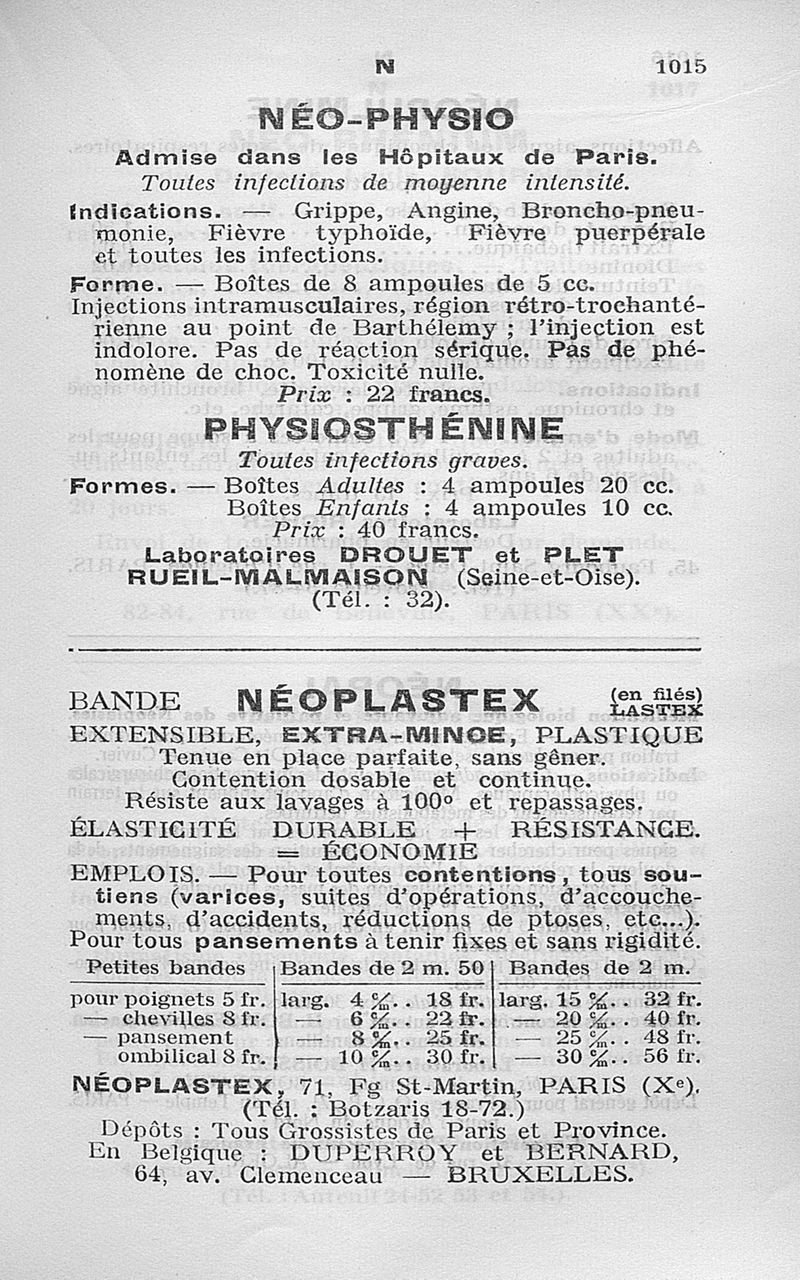 N 1015
NÉO-PHYSIO
Admise dans les Hôpitaux de Paris.
Toutes infections de moyenne intensité.
Indications. — Grippe, Angine, Broncho-pneu-
monie, Fièvre typhoïde, Fièvre puerpérale
et toutes les infections.
Forme. — Boîtes de 8 ampoules de 5 cc.
Injections intramusculaires, région rétro-trochanté-
rienne au point de Barthélemy ; l'injection est
indolore. Pas de réaction sérique. Pas de phé-
nomène de choc. Toxicité nulle.
Prix : 22 francs.
PHYSIOSTHÉNINE
Toutes infections graves.
Formes. — Boîtes Adultes : 4 ampoules 20 cc.
Boîtes Enfants : 4 ampoules 10 cc.
Prix : 40 francs.
Laboratoires DROUET et PLET
RUEIL-MALMAISON (Seine-et-Oise).
(Tél. : 32).
BANDE NÉOPLASTEX (en filés) LASTEX
EXTENSIBLE, EXTRA-MINCE, PLASTIQUE
Tenue en place parfaite, sans gêner.
Contention dosable et continue.
Résiste aux lavages à 100° et repassages.
ÉLASTICITÉ DURABLE + RÉSISTANCE.
= ÉCONOMIE
EMPLOIS. — Pour toutes contentions, tous sou-
tiens (varices, suites d'opérations, d'accouche-
ments, d'accidents, réductions de ptoses, etc...).
Pour tous pansements à tenir fixes et sans rigidité.
Petites bandes Bandes de 2 m. 50 Bandes de 2 m.
pour poignets 5 fr. larg. 4 c/m.. 18 fr. larg. 15 c/m.. 32 fr.
— chevilles 8 fr. — 6 c/m.. 22 fr. — 20 c/m.. 40 fr.
— pansement — 8 c/m.. 25 fr. — 25 c/m.. 48 fr.
ombilical 8 fr. — 10 c/m.. 30 fr. — 30 c/m.. 56 fr.
NÉOPLASTEX, 71, Fg St-Martin, PARIS (Xe).
(Tél. : Botzaris 18-72.)
Dépôts : Tous Grossistes de Paris et Province.
En Belgique : DUPERROY et BERNARD,
64, av. Clemenceau — BRUXELLES.